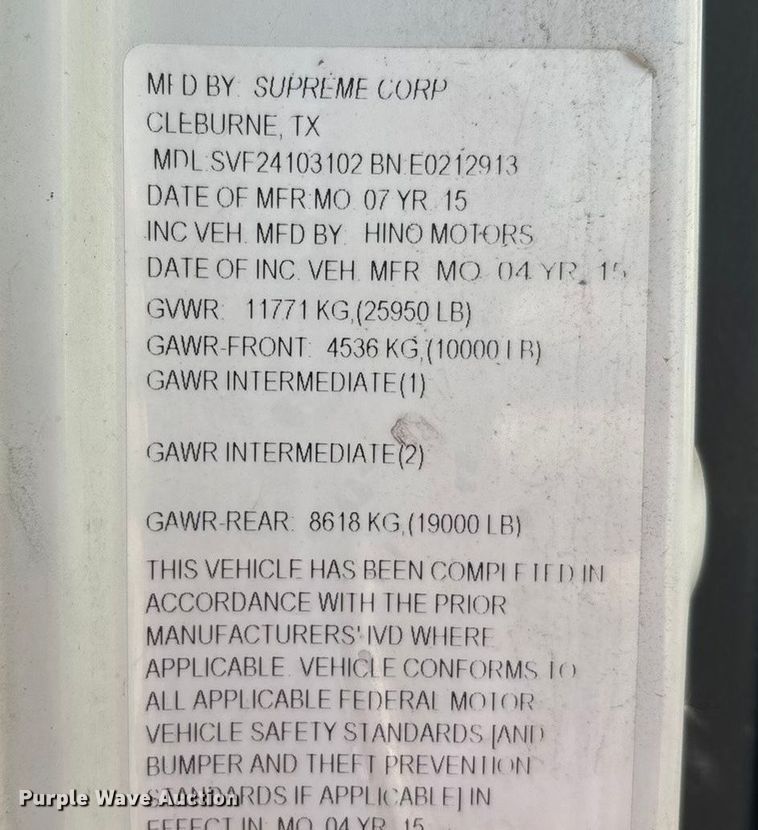 MFD BY: SUPREME CORP
CLEBURNE, TX
MDL:SVF24103102 BN:E0212913
DATE OF MFR:MO. 07 YR. 15
INC VEH. MFD BY: HINO MOTORS
DATE OF INC. VEH. MFR MO. 04 YR. 15
GVWR: 11771 KG,(25950 LB)
GAWR-FRONT: 4536 KG,(10000 LB)
GAWR INTERMEDIATE(1)
GAWR INTERMEDIATE(2)
GAWR-REAR: 8618 KG,(19000 LB)
THIS VEHICLE HAS BEEN COMPLETED IN
ACCORDANCE WITH THE PRIOR
MANUFACTURERS' IVD WHERE
APPLICABLE. VEHICLE CONFORMS TO
ALL APPLICABLE FEDERAL MOTOR
VEHICLE SAFETY STANDARDS [AND
BUMPER AND THEFT PREVENTION
STANDARDS IF APPLICABLE] IN
EFFECT IN: MO. 04 YR. 15
Purple Wave Auction